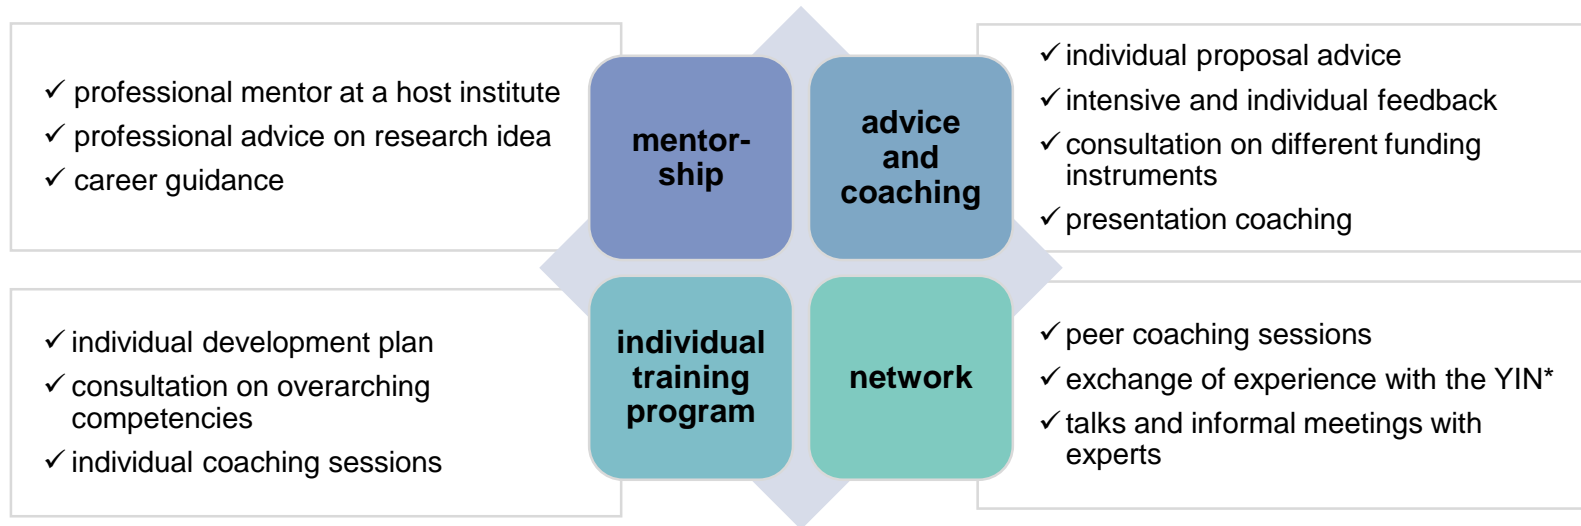 ✓ professional mentor at a host institute
✓ professional advice on research idea
✓ career guidance
mentor-
ship
advice
and
coaching
✓ individual proposal advice
✓ intensive and individual feedback
✓ consultation on different funding
instruments
✓ presentation coaching
✓ individual development plan
✓ consultation on overarching
competencies
✓ individual coaching sessions
individual
training
program
network
✓ peer coaching sessions
✓ exchange of experience with the YIN*
✓ talks and informal meetings with
experts